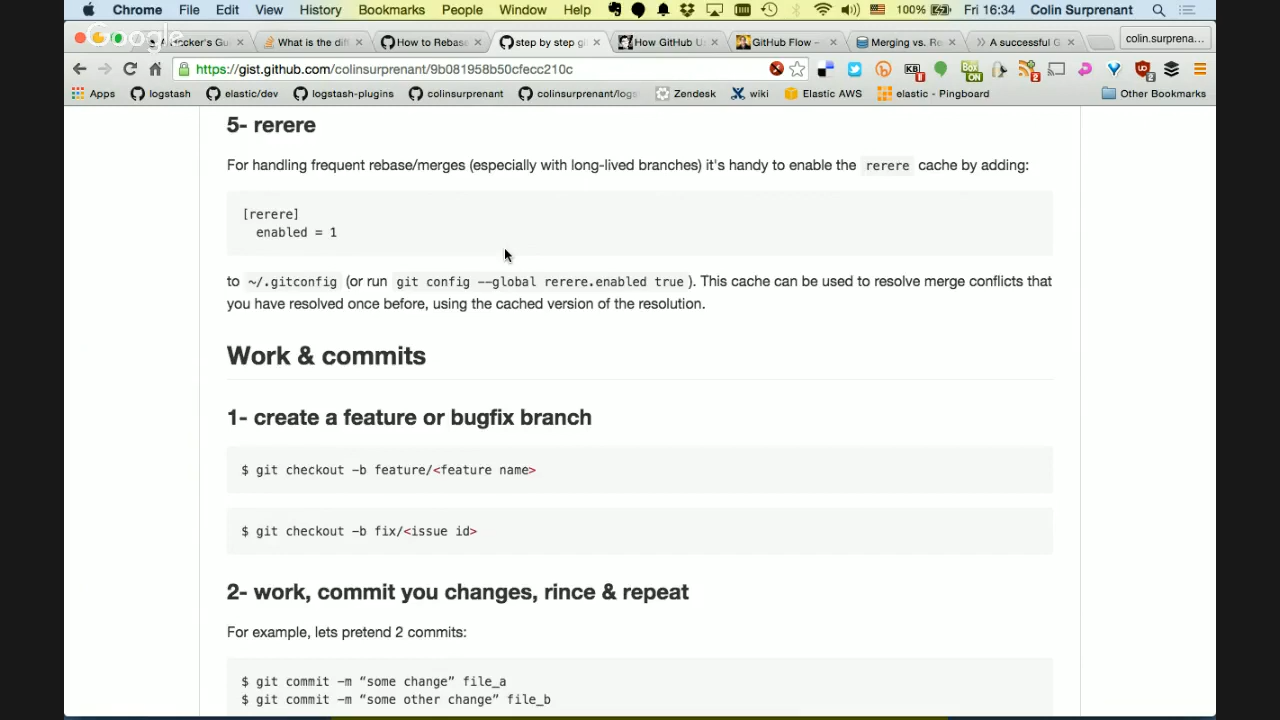 Chrome File Edit View History Bookmarks People Window Help 100% Fri 16:34 Colin Surprenant
Google
cker's Gu What is the dif How to Rebas step by step g How GitHub U GitHub Flow – Merging vs. Re A successful G colin.surprena...
https://gist.github.com/colinsurprenant/9b081958b50cfecc210c
Apps logstash elastic/dev logstash-plugins colinsurprenant colinsurprenant/logs Zendesk wiki Elastic AWS elastic - Pingboard Other Bookmarks
5- rerere
For handling frequent rebase/merges (especially with long-lived branches) it's handy to enable the rerere cache by adding:
[rerere]
enabled = 1
to ~/.gitconfig (or run git config --global rerere.enabled true ). This cache can be used to resolve merge conflicts that
you have resolved once before, using the cached version of the resolution.
Work & commits
1- create a feature or bugfix branch
$ git checkout -b feature/<feature name>
$ git checkout -b fix/<issue id>
2- work, commit you changes, rince & repeat
For example, lets pretend 2 commits:
$ git commit -m “some change” file_a
$ git commit -m “some other change” file_b